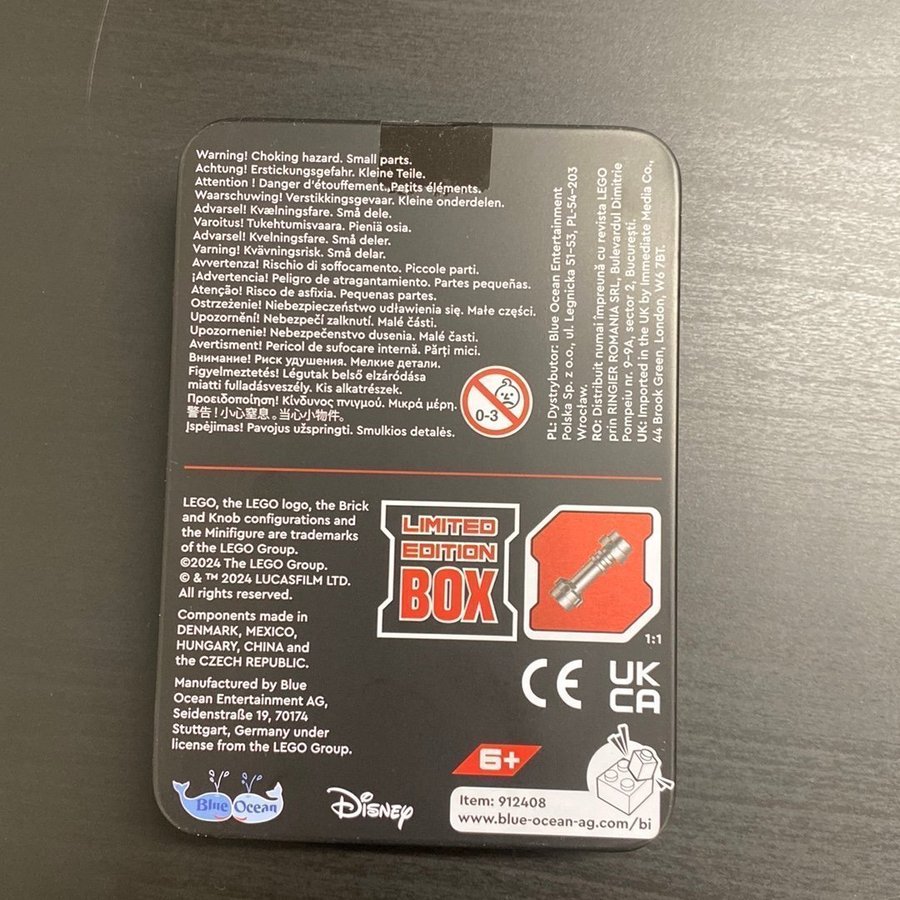 Warning! Choking hazard. Small parts.
Achtung! Erstickungsgefahr. Kleine Teile.
Attention ! Danger d'étouffement. Petits éléments.
Waarschuwing! Verstikkingsgevaar. Kleine onderdelen.
Advarsel! Kvælningsfare. Små dele.
Varoitus! Tukehtumisvaara. Pieniä osia.
Advarsel! Kvelningsfare. Små deler.
Varning! Kvävningsrisk. Små delar.
Avvertenza! Rischio di soffocamento. Piccole parti.
¡Advertencia! Peligro de atragantamiento. Partes pequeñas.
Atenção! Risco de asfixia. Pequenas partes.
Ostrzeżenie! Niebezpieczeństwo udławienia się. Małe części.
Upozornění! Nebezpečí zalknutí. Malé části.
Upozornenie! Nebezpečenstvo dusenia. Malé časti.
Avertisment! Pericol de sufocare internă. Părți mici.
Внимание! Риск удушения. Мелкие детали.
Figyelmeztetés! Légutak belső elzáródása
miatti fulladásveszély. Kis alkatrészek.
Προειδοποίηση! Κίνδυνος πνιγμού. Μικρά μέρη.
警告!小心窒息。当心小物件。
Įspėjimas! Pavojus užspringti. Smulkios detalės.
0-3
PL: Dystrybutor: Blue Ocean Entertainment
Polska Sp. z o.o., ul. Legnicka 51-53, PL-54-203
Wrocław.
RO: Distribuit numai împreună cu revista LEGO
prin RINGIER ROMANIA SRL, Bulevardul Dimitrie
Pompeiu nr. 9-9A, sector 2, București.
UK: Imported in the UK by Immediate Media Co.,
44 Brook Green, London, W6 7BT.
LEGO, the LEGO logo, the Brick
and Knob configurations and
the Minifigure are trademarks
of the LEGO Group.
©2024 The LEGO Group.
© & ™ 2024 LUCASFILM LTD.
All rights reserved.
Components made in
DENMARK, MEXICO,
HUNGARY, CHINA and
the CZECH REPUBLIC.
Manufactured by Blue
Ocean Entertainment AG,
Seidenstraße 19, 70174
Stuttgart, Germany under
license from the LEGO Group.
LIMITED
EDITION
BOX
1:1
CE
UK
CA
6+
Blue Ocean
Disney
Item: 912408
www.blue-ocean-ag.com/bi